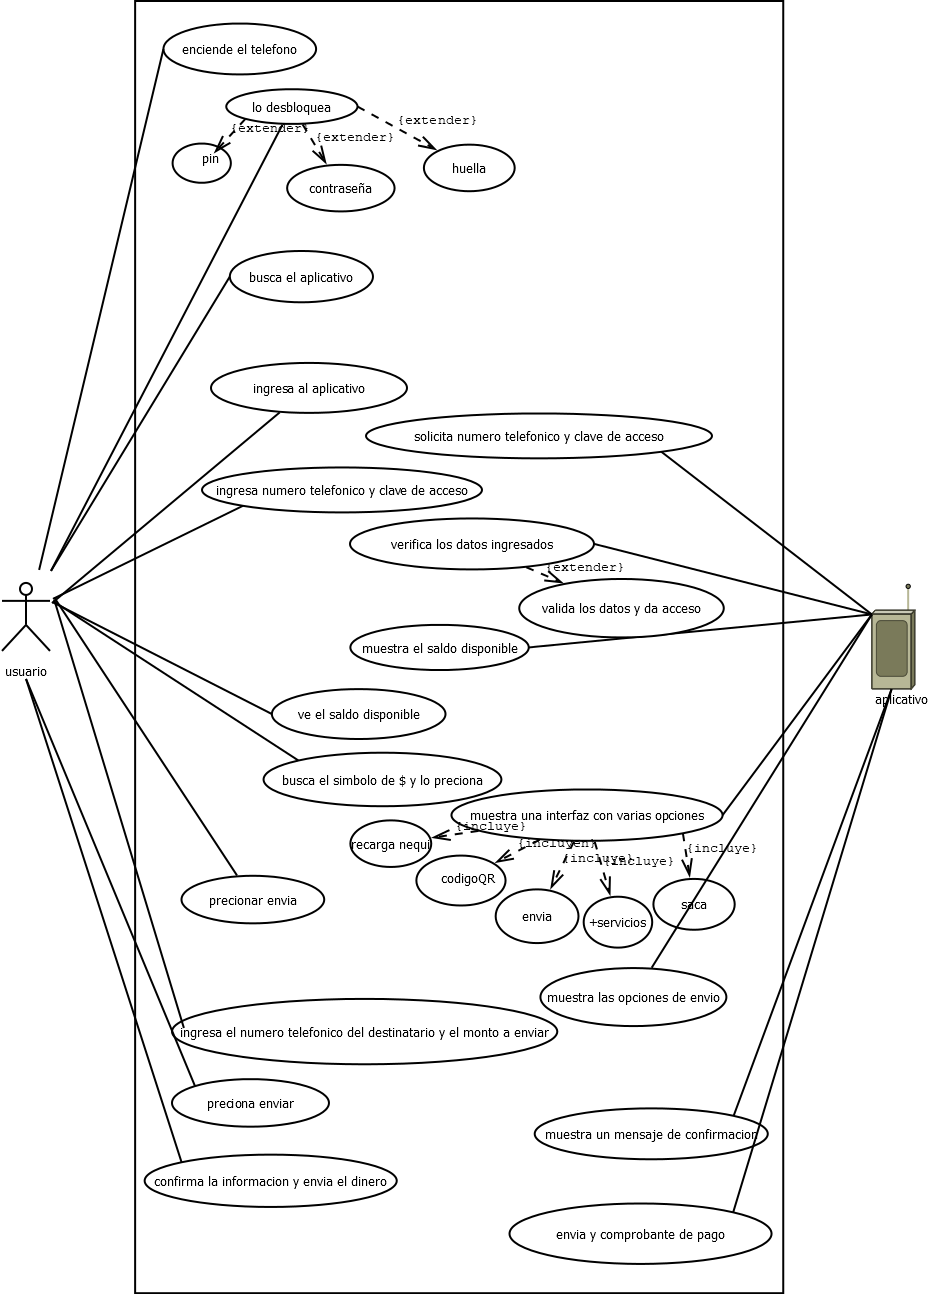 enciende el telefono
lo desbloquea
{extender}
{extender}
{extender}
pin
contraseña
huella
busca el aplicativo
ingresa al aplicativo
solicita numero telefonico y clave de acceso
ingresa numero telefonico y clave de acceso
verifica los datos ingresados
{extender}
valida los datos y da acceso
muestra el saldo disponible
usuario
aplicativo
ve el saldo disponible
busca el simbolo de $ y lo preciona
muestra una interfaz con varias opciones
{incluye}
{incluyen}
{incluye}
{incluye}
{incluye}
recarga nequi
codigoQR
envia
+servicios
saca
precionar envia
muestra las opciones de envio
ingresa el numero telefonico del destinatario y el monto a enviar
preciona enviar
muestra un mensaje de confirmacion
confirma la informacion y envia el dinero
envia y comprobante de pago